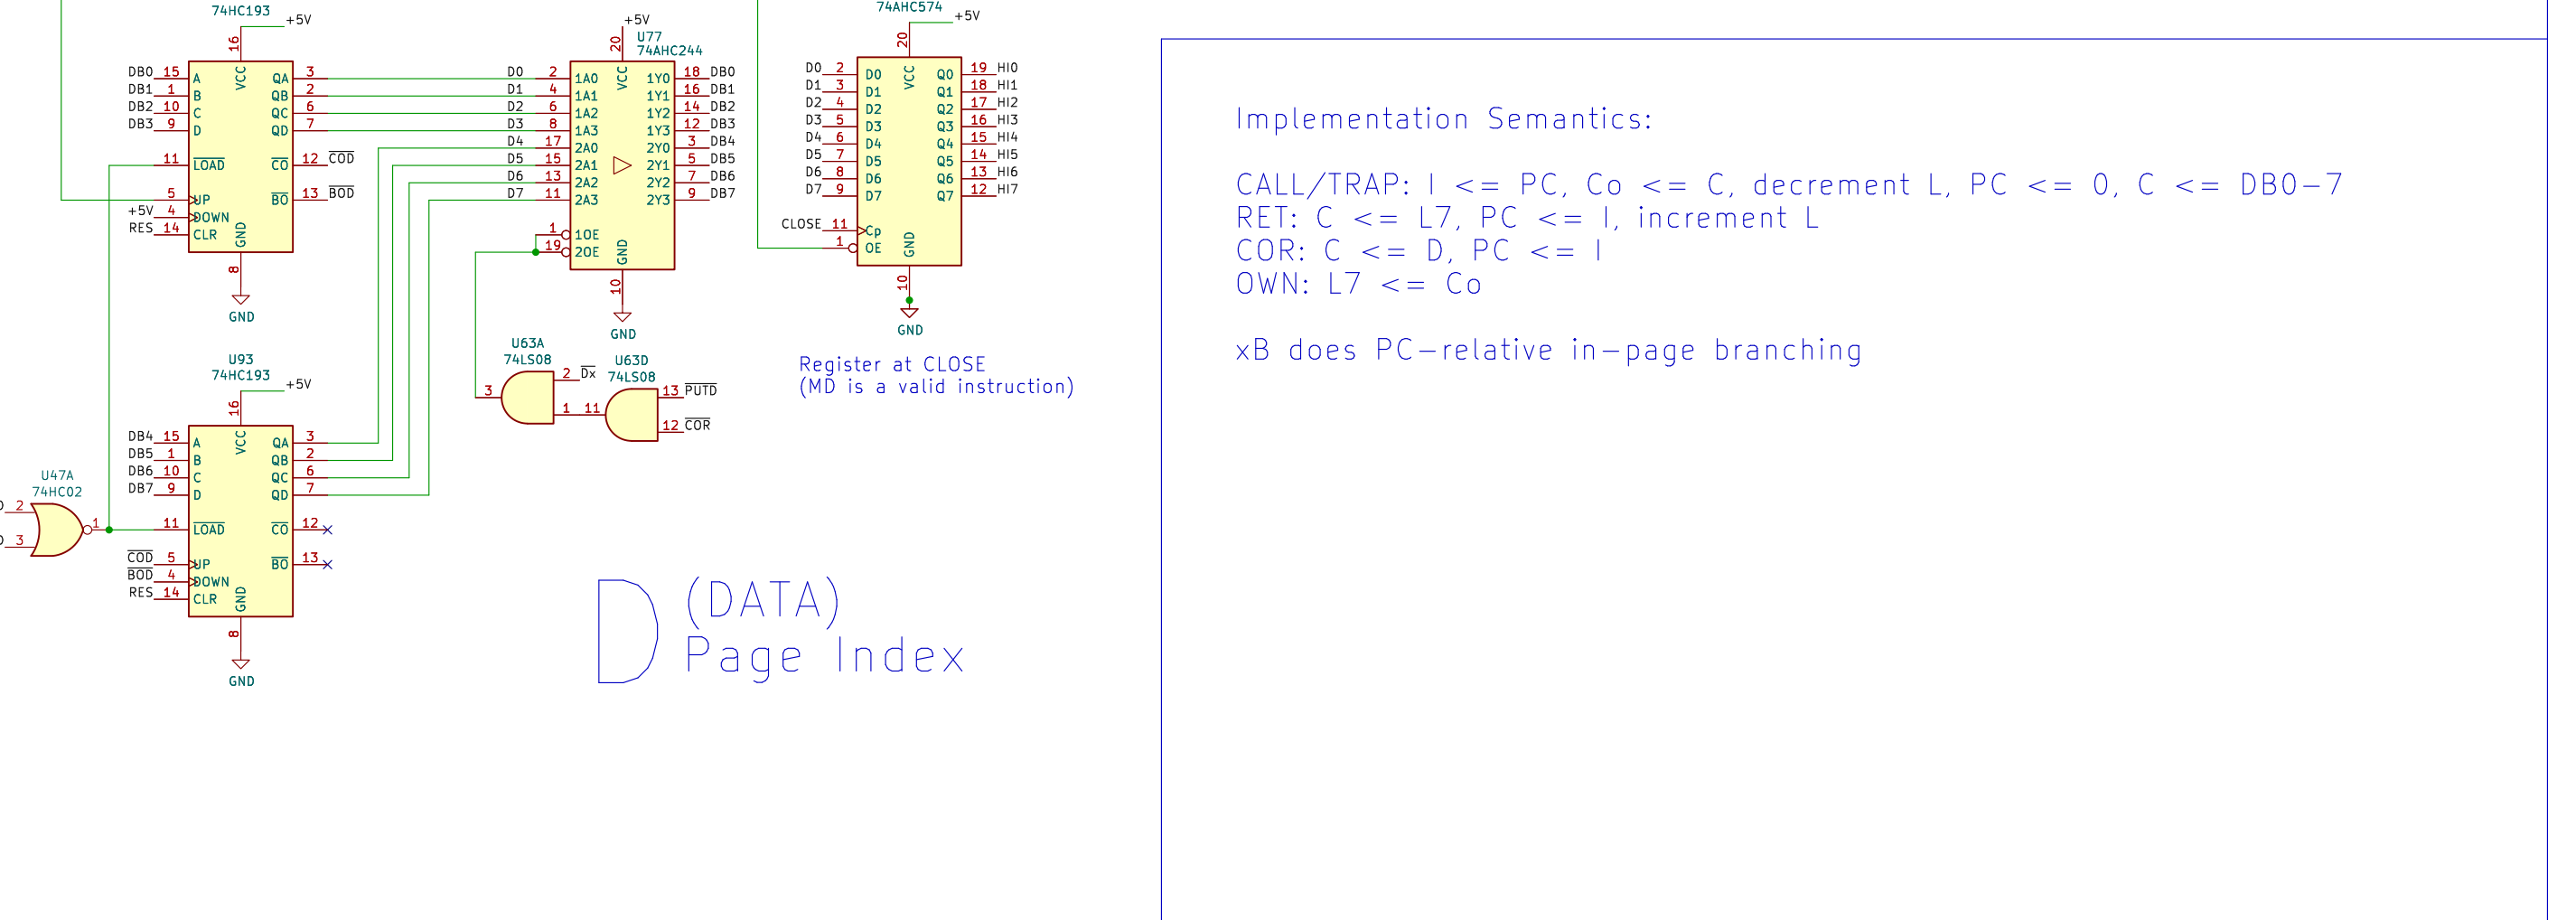 74HC193
+5V
16
VCC
DB0 15 A QA 3
DB1 1 B QB 2
DB2 10 C QC 6
DB3 9 D QD 7
11 LOAD CO 12 COD
5 UP BO 13 BOD
+5V 4 DOWN
RES 14 CLR
GND
8
GND
+5V
U77
74AHC244
20
VCC
D0 2 1A0 1Y0 18 DB0
D1 4 1A1 1Y1 16 DB1
D2 6 1A2 1Y2 14 DB2
D3 8 1A3 1Y3 12 DB3
D4 17 2A0 2Y0 3 DB4
D5 15 2A1 2Y1 5 DB5
D6 13 2A2 2Y2 7 DB6
D7 11 2A3 2Y3 9 DB7
1 1OE
19 2OE
GND
10
GND
74AHC574
+5V
20
VCC
D0 2 D0 Q0 19 HI0
D1 3 D1 Q1 18 HI1
D2 4 D2 Q2 17 HI2
D3 5 D3 Q3 16 HI3
D4 6 D4 Q4 15 HI4
D5 7 D5 Q5 14 HI5
D6 8 D6 Q6 13 HI6
D7 9 D7 Q7 12 HI7
CLOSE 11 Cp
1 OE
GND
10
GND
Register at CLOSE
(MD is a valid instruction)
U63A
74LS08
3
2 Dx
1
U63D
74LS08
11
13 PUTD
12 COR
U93
74HC193
+5V
16
VCC
DB4 15 A QA 3
DB5 1 B QB 2
DB6 10 C QC 6
DB7 9 D QD 7
11 LOAD CO 12
COD 5 UP BO 13
BOD 4 DOWN
RES 14 CLR
GND
8
GND
U47A
74HC02
2
3
1
D (DATA)
Page Index
Implementation Semantics:
CALL/TRAP: I <= PC, Co <= C, decrement L, PC <= 0, C <= DB0-7
RET: C <= L7, PC <= I, increment L
COR: C <= D, PC <= I
OWN: L7 <= Co
xB does PC-relative in-page branching